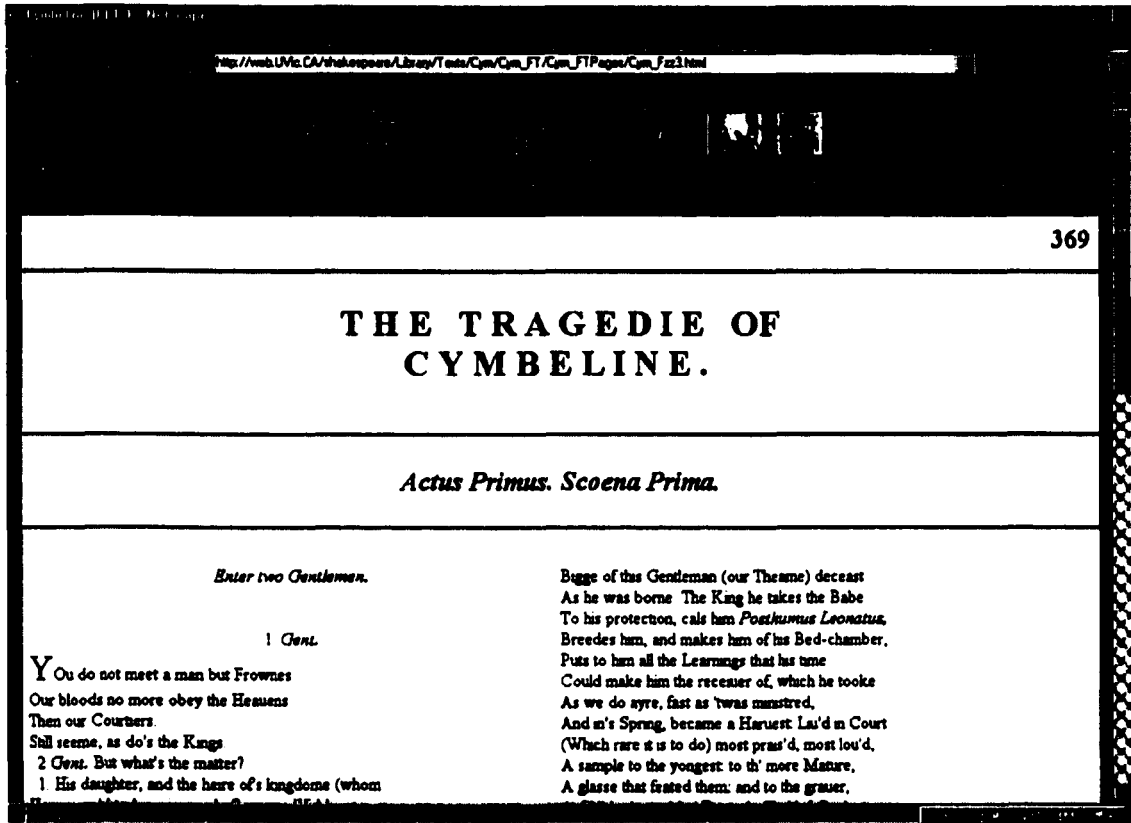 http://web.UVic.CA/shakespeare/Library/Texts/Cym/Cym_FT/Cym_FTPages/Cym_Fzz3.html
369
THE TRAGEDIE OF
CYMBELINE.
Actus Primus. Scoena Prima.
Enter two Gentlemen.
1 Gent.
YOu do not meet a man but Frownes
Our bloods no more obey the Heauens
Then our Courtiers.
Still seeme, as do's the Kings.
2 Gent. But what's the matter?
1. His daughter, and the heire of's kingdome (whom
Bigge of this Gentleman (our Theame) deceast
As he was borne The King he takes the Babe
To his protection, cals him Posthumus Leonatus,
Breedes him, and makes him of his Bed-chamber,
Puts to him all the Learnings that his time
Could make him the receiuer of, which he tooke
As we do ayre, fast as 'twas ministred,
And in's Spring, became a Haruest: Liu'd in Court
(Which rare it is to do) most prais'd, most lou'd,
A sample to the yongest: to th' more Mature,
A glasse that feated them: and to the grauer,